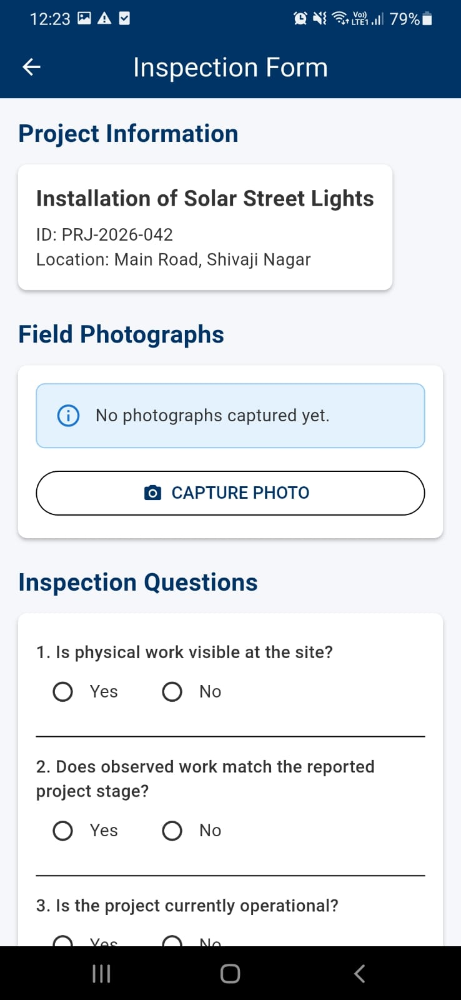 12:23 Vo)) LTE1 79%
Inspection Form
Project Information
Installation of Solar Street Lights
ID: PRJ-2026-042
Location: Main Road, Shivaji Nagar
Field Photographs
No photographs captured yet.
CAPTURE PHOTO
Inspection Questions
1. Is physical work visible at the site?
Yes No
2. Does observed work match the reported
project stage?
Yes No
3. Is the project currently operational?
Yes No